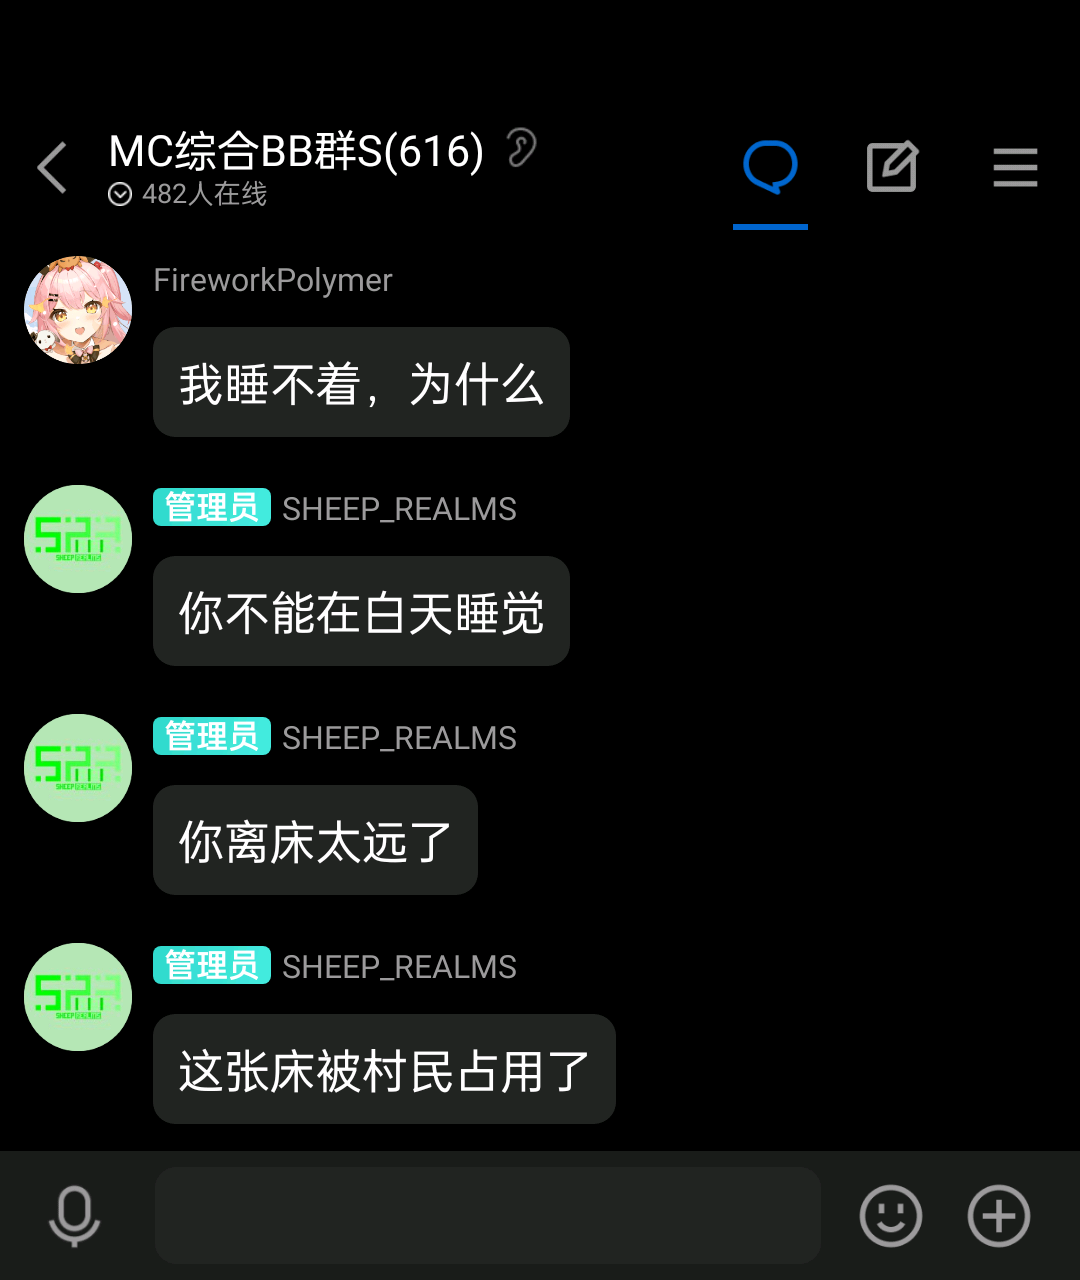 MC综合BB群S(616)
482人在线
FireworkPolymer
我睡不着，为什么
管理员 SHEEP_REALMS
你不能在白天睡觉
管理员 SHEEP_REALMS
你离床太远了
管理员 SHEEP_REALMS
这张床被村民占用了